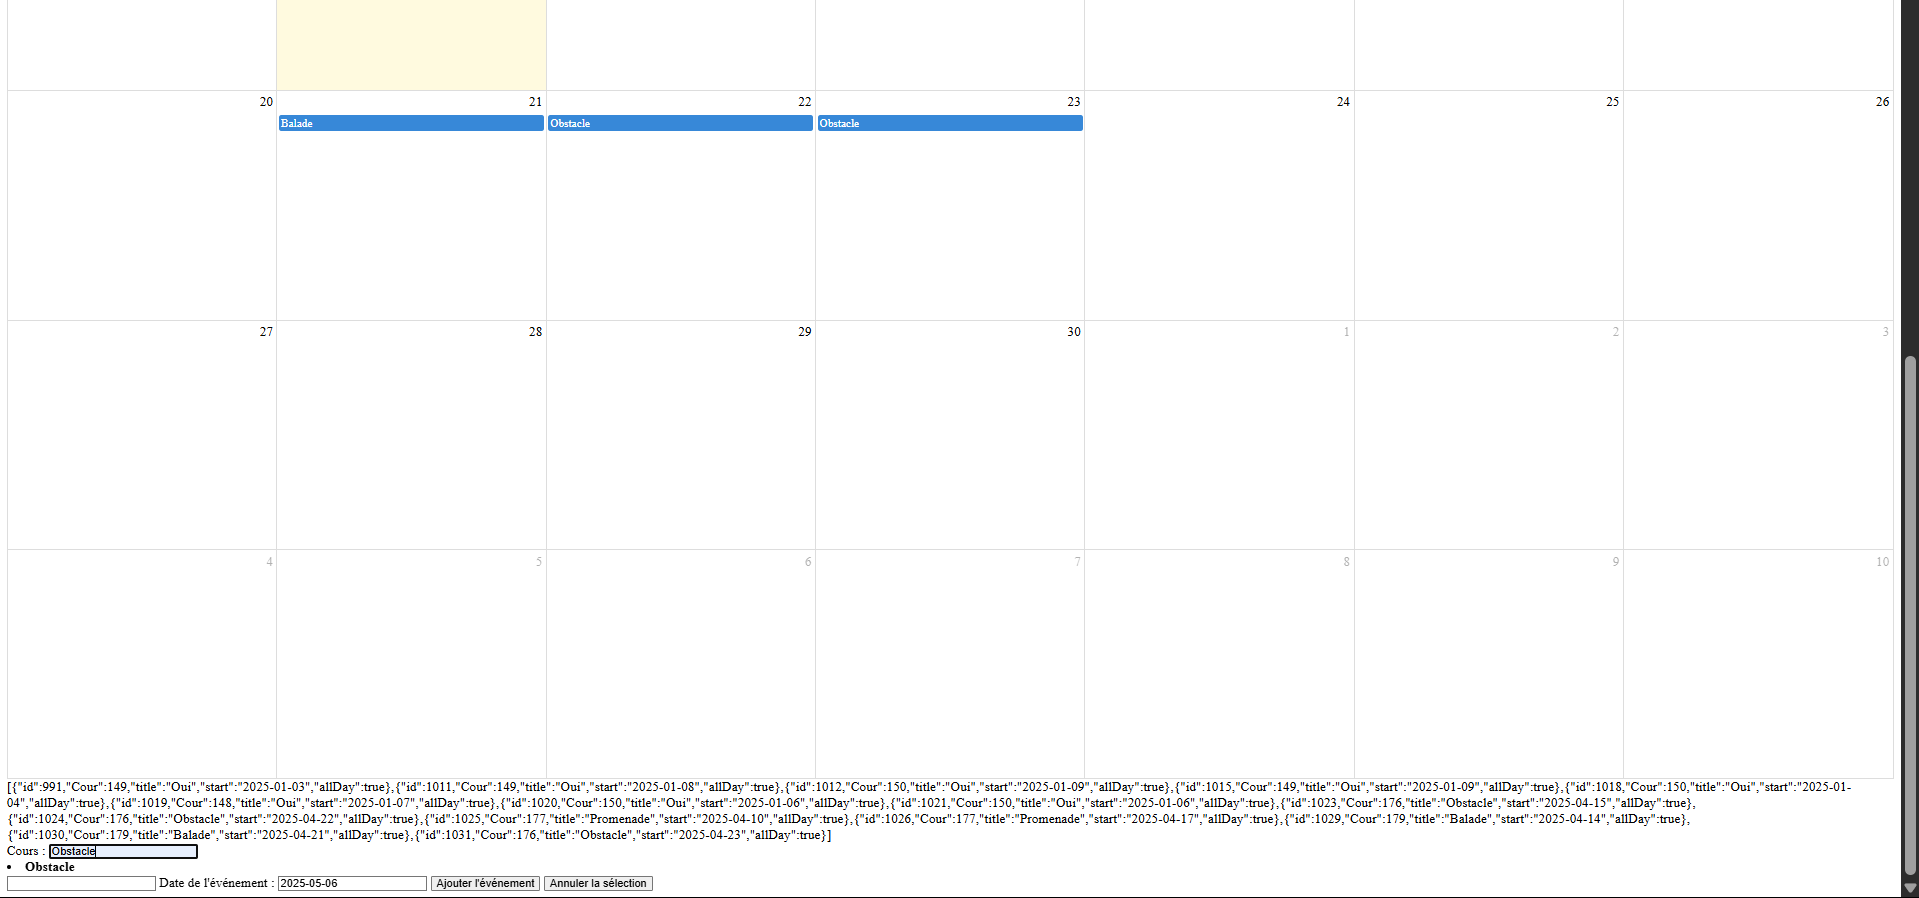 20 21 22 23 24 25 26
Balade Obstacle Obstacle
27 28 29 30 1 2 3
4 5 6 7 8 9 10
[{"id":991,"Cour":149,"title":"Oui","start":"2025-01-03","allDay":true},{"id":1011,"Cour":149,"title":"Oui","start":"2025-01-08","allDay":true},{"id":1012,"Cour":150,"title":"Oui","start":"2025-01-09","allDay":true},{"id":1015,"Cour":149,"title":"Oui","start":"2025-01-09","allDay":true},{"id":1018,"Cour":150,"title":"Oui","start":"2025-01-
04","allDay":true},{"id":1019,"Cour":148,"title":"Oui","start":"2025-01-07","allDay":true},{"id":1020,"Cour":150,"title":"Oui","start":"2025-01-06","allDay":true},{"id":1021,"Cour":150,"title":"Oui","start":"2025-01-06","allDay":true},{"id":1023,"Cour":176,"title":"Obstacle","start":"2025-04-15","allDay":true},
{"id":1024,"Cour":176,"title":"Obstacle","start":"2025-04-22","allDay":true},{"id":1025,"Cour":177,"title":"Promenade","start":"2025-04-10","allDay":true},{"id":1026,"Cour":177,"title":"Promenade","start":"2025-04-17","allDay":true},{"id":1029,"Cour":179,"title":"Balade","start":"2025-04-14","allDay":true},
{"id":1030,"Cour":179,"title":"Balade","start":"2025-04-21","allDay":true},{"id":1031,"Cour":176,"title":"Obstacle","start":"2025-04-23","allDay":true}]
Cours : Obstacle
• Obstacle
Date de l'événement : 2025-05-06 Ajouter l'événement Annuler la sélection